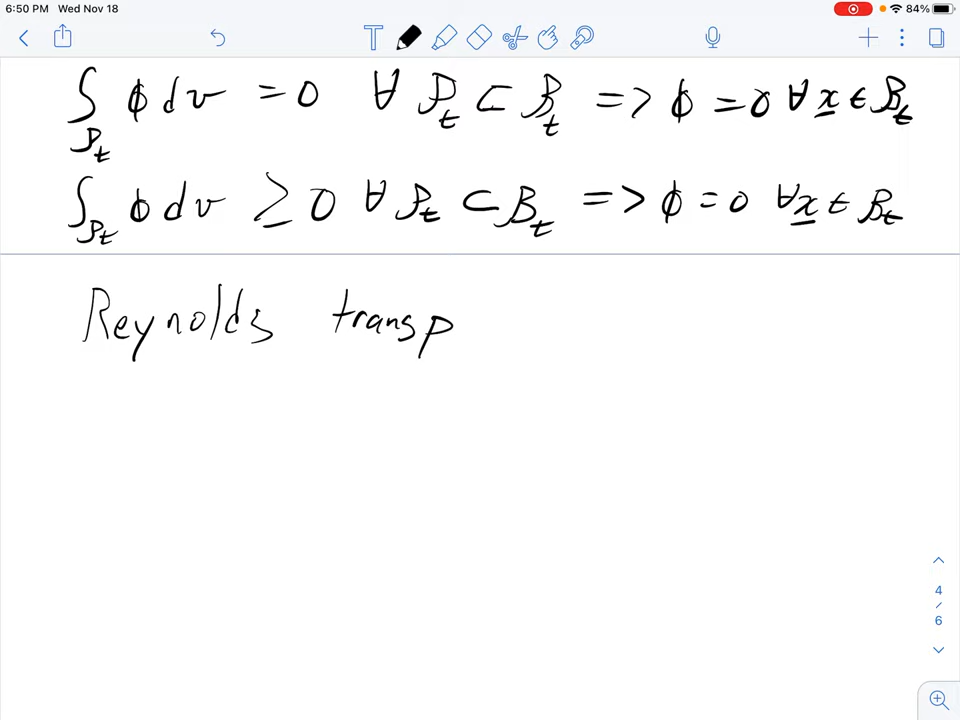 6:50 PM Wed Nov 18 84%
∫_{𝒫_t} ϕ dv = 0 ∀ 𝒫_t ⊂ ℬ_t => ϕ = 0 ∀ x̲ ∈ ℬ_t
∫_{𝒫_t} ϕ dv ≥ 0 ∀ 𝒫_t ⊂ ℬ_t => ϕ = 0 ∀ x̲ ∈ ℬ_t
Reynolds transp
4
/
6